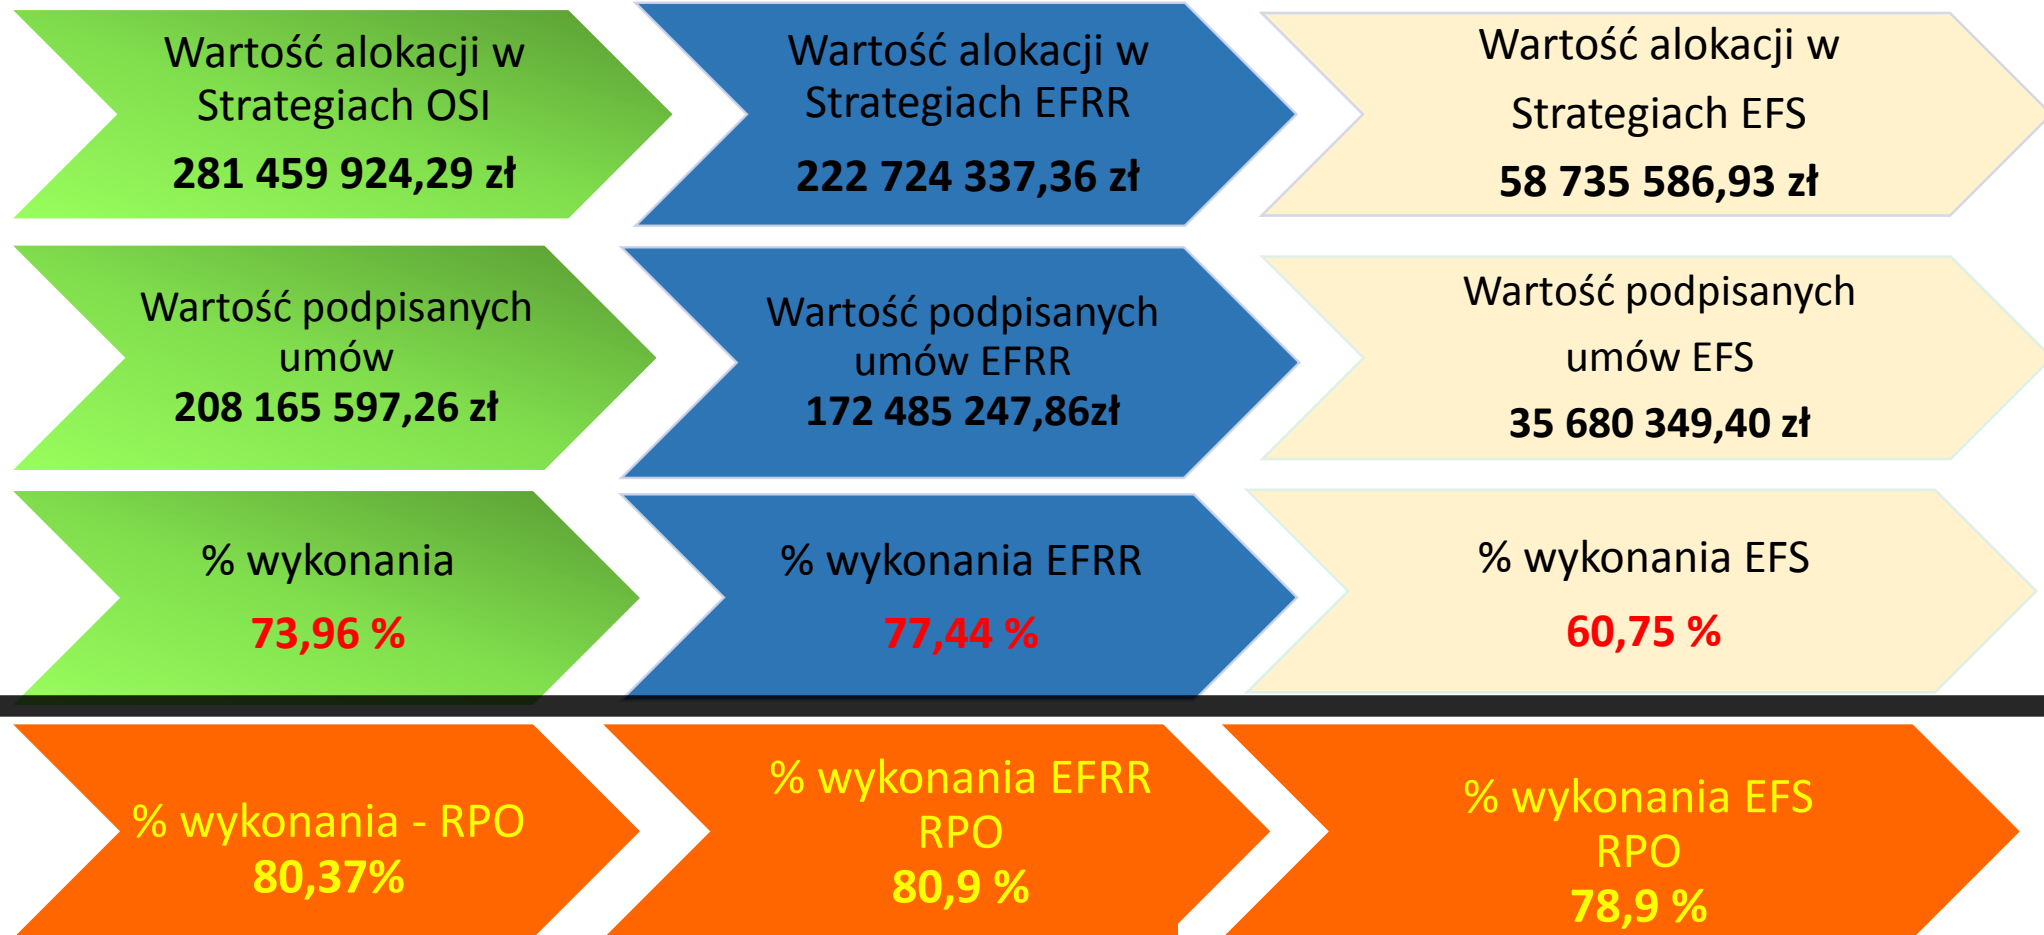 Wartość alokacji w
Strategiach OSI
281 459 924,29 zł
Wartość alokacji w
Strategiach EFRR
222 724 337,36 zł
Wartość alokacji w
Strategiach EFS
58 735 586,93 zł
Wartość podpisanych
umów
208 165 597,26 zł
Wartość podpisanych
umów EFRR
172 485 247,86zł
Wartość podpisanych
umów EFS
35 680 349,40 zł
% wykonania
73,96 %
% wykonania EFRR
77,44 %
% wykonania EFS
60,75 %
% wykonania - RPO
80,37%
% wykonania EFRR
RPO
80,9 %
% wykonania EFS
RPO
78,9 %